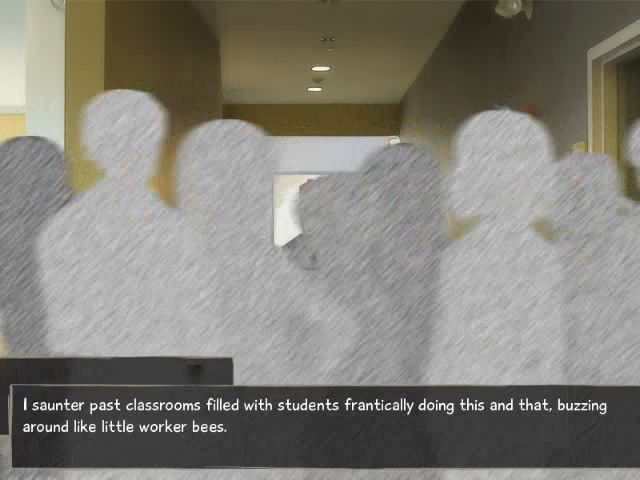 I saunter past classrooms filled with students frantically doing this and that, buzzing
around like little worker bees.